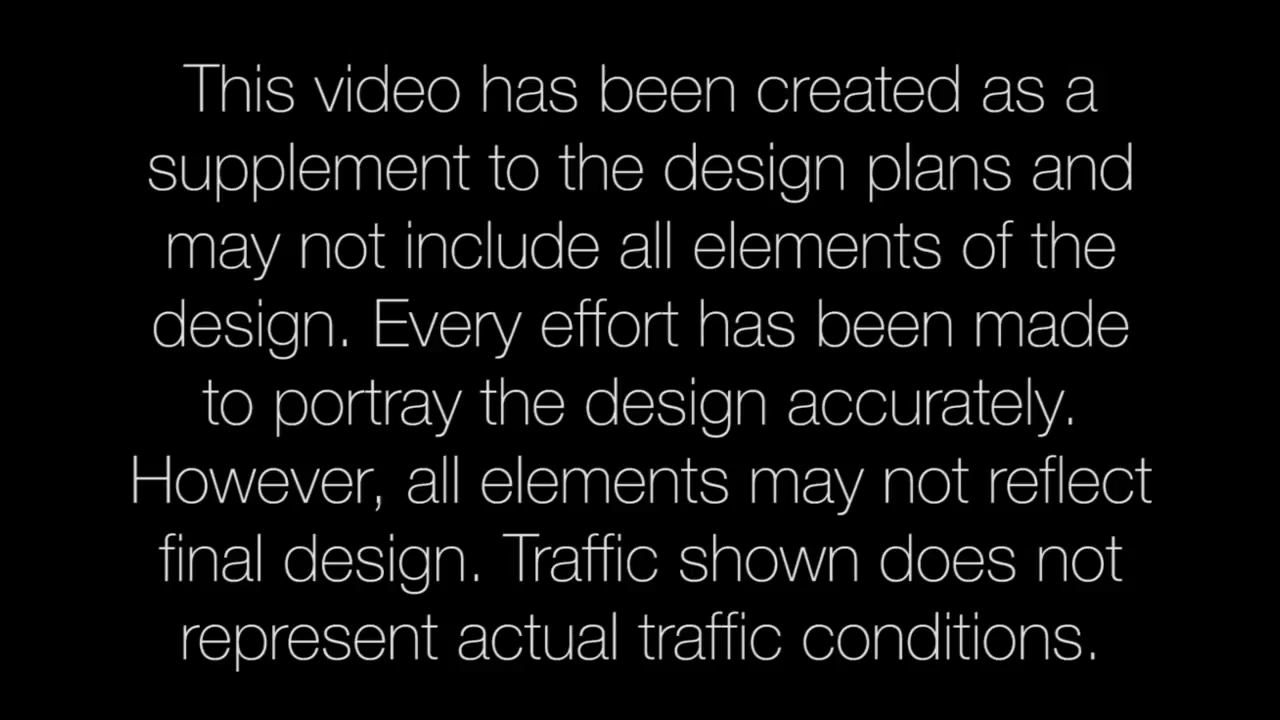 This video has been created as a
supplement to the design plans and
may not include all elements of the
design. Every effort has been made
to portray the design accurately.
However, all elements may not reflect
final design. Traffic shown does not
represent actual traffic conditions.